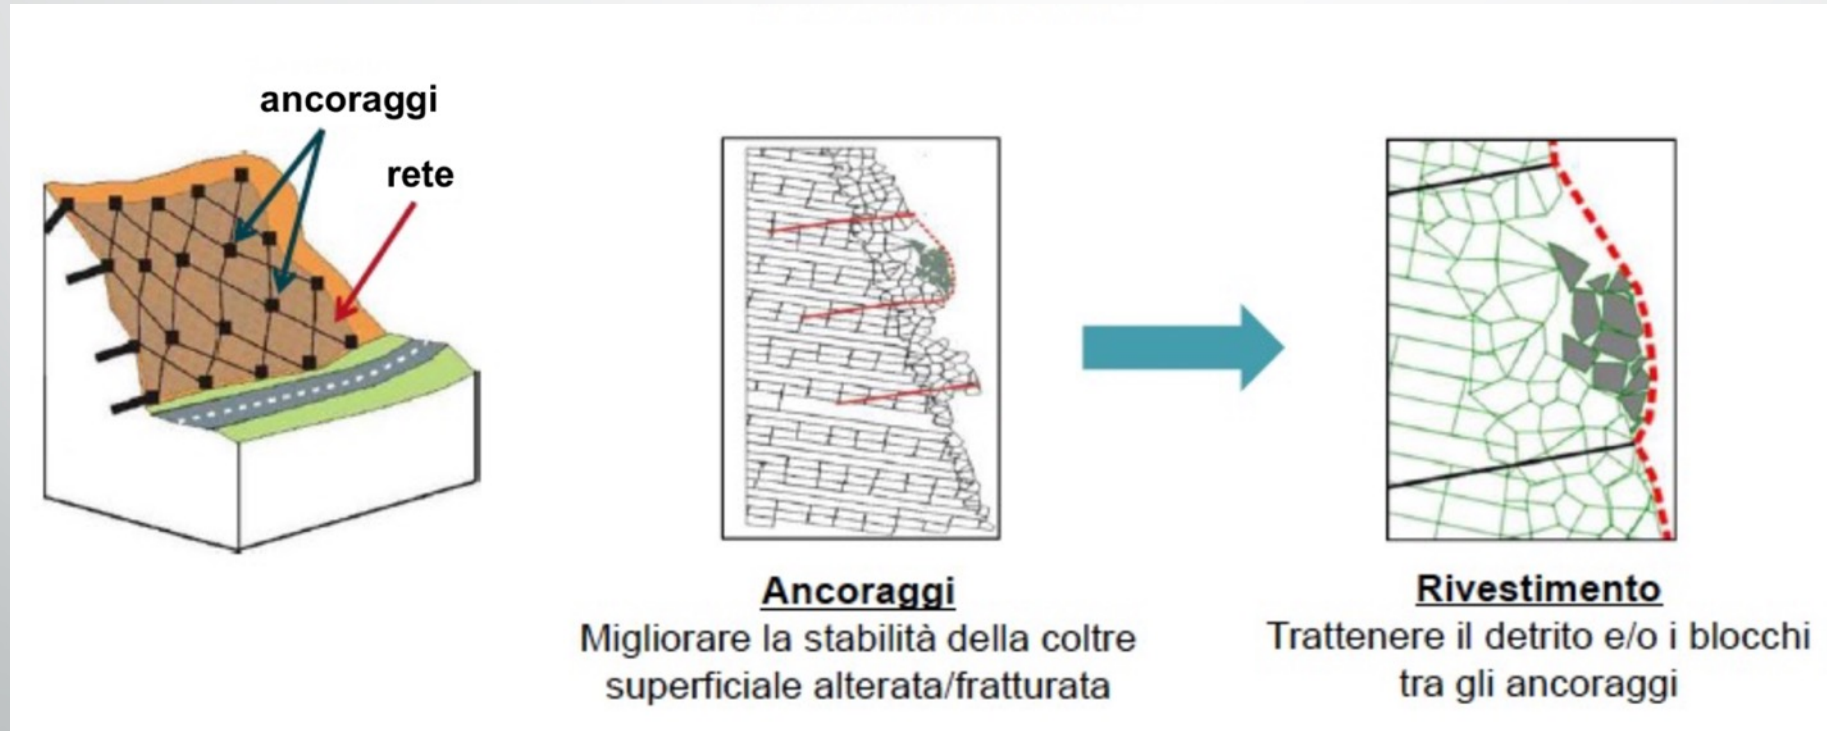 ancoraggi
rete
Ancoraggi
Migliorare la stabilità della coltre
superficiale alterata/fratturata
Rivestimento
Trattenere il detrito e/o i blocchi
tra gli ancoraggi